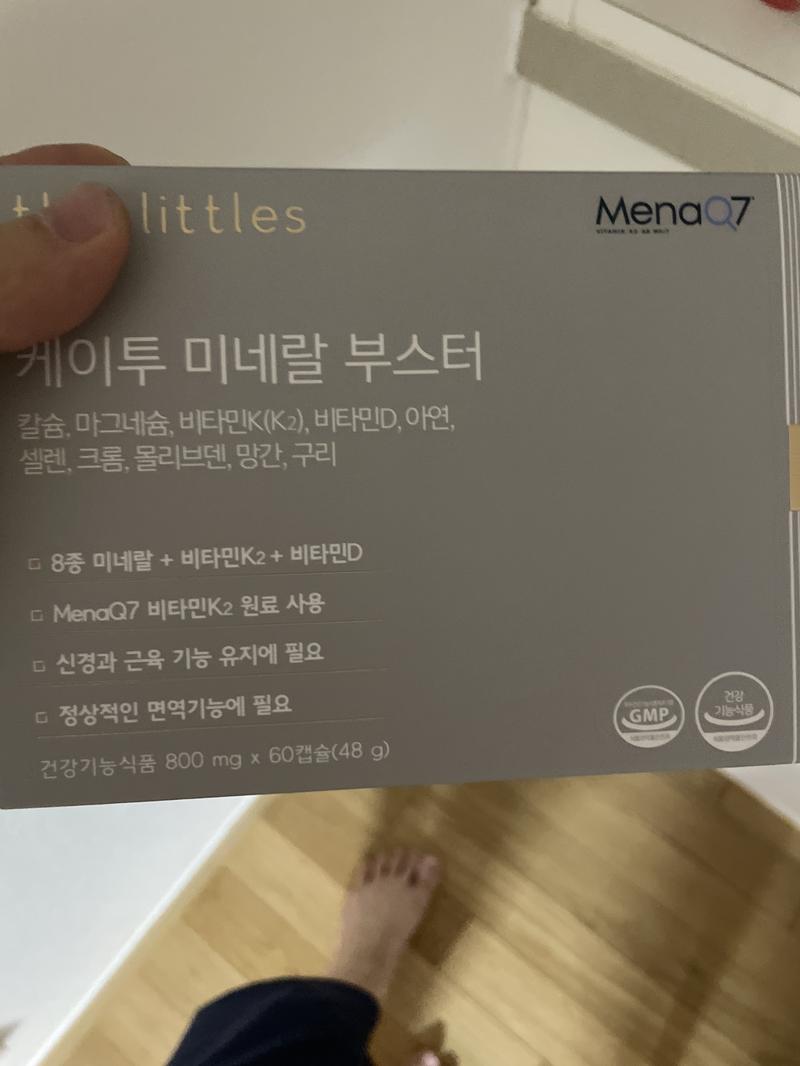 littles
MenaQ7
케이투 미네랄 부스터
칼슘, 마그네슘, 비타민K(K2), 비타민D, 아연,
셀렌, 크롬, 몰리브덴, 망간, 구리
8종 미네랄 + 비타민K2 + 비타민D
MenaQ7 비타민K2 원료 사용
신경과 근육 기능 유지에 필요
정상적인 면역기능에 필요
건강기능식품 800 mg x 60캡슐(48 g)
GMP
건강
기능식품